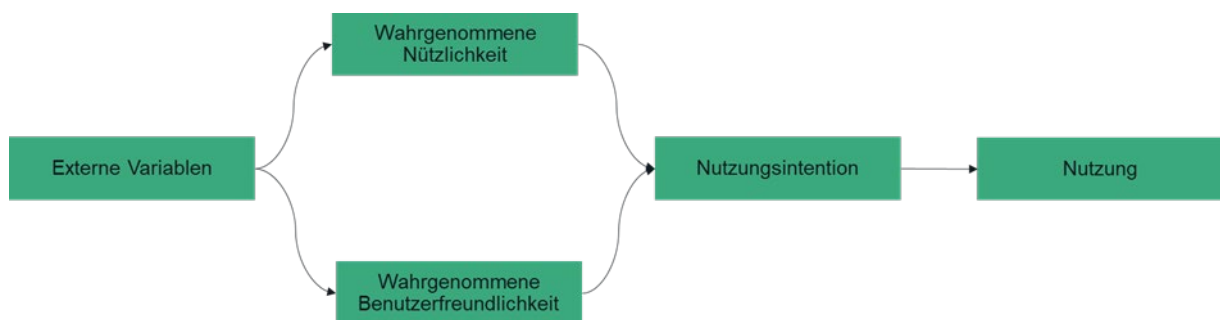 Wahrgenommene
Nützlichkeit
Externe Variablen
Nutzungsintention
Nutzung
Wahrgenommene
Benutzerfreundlichkeit